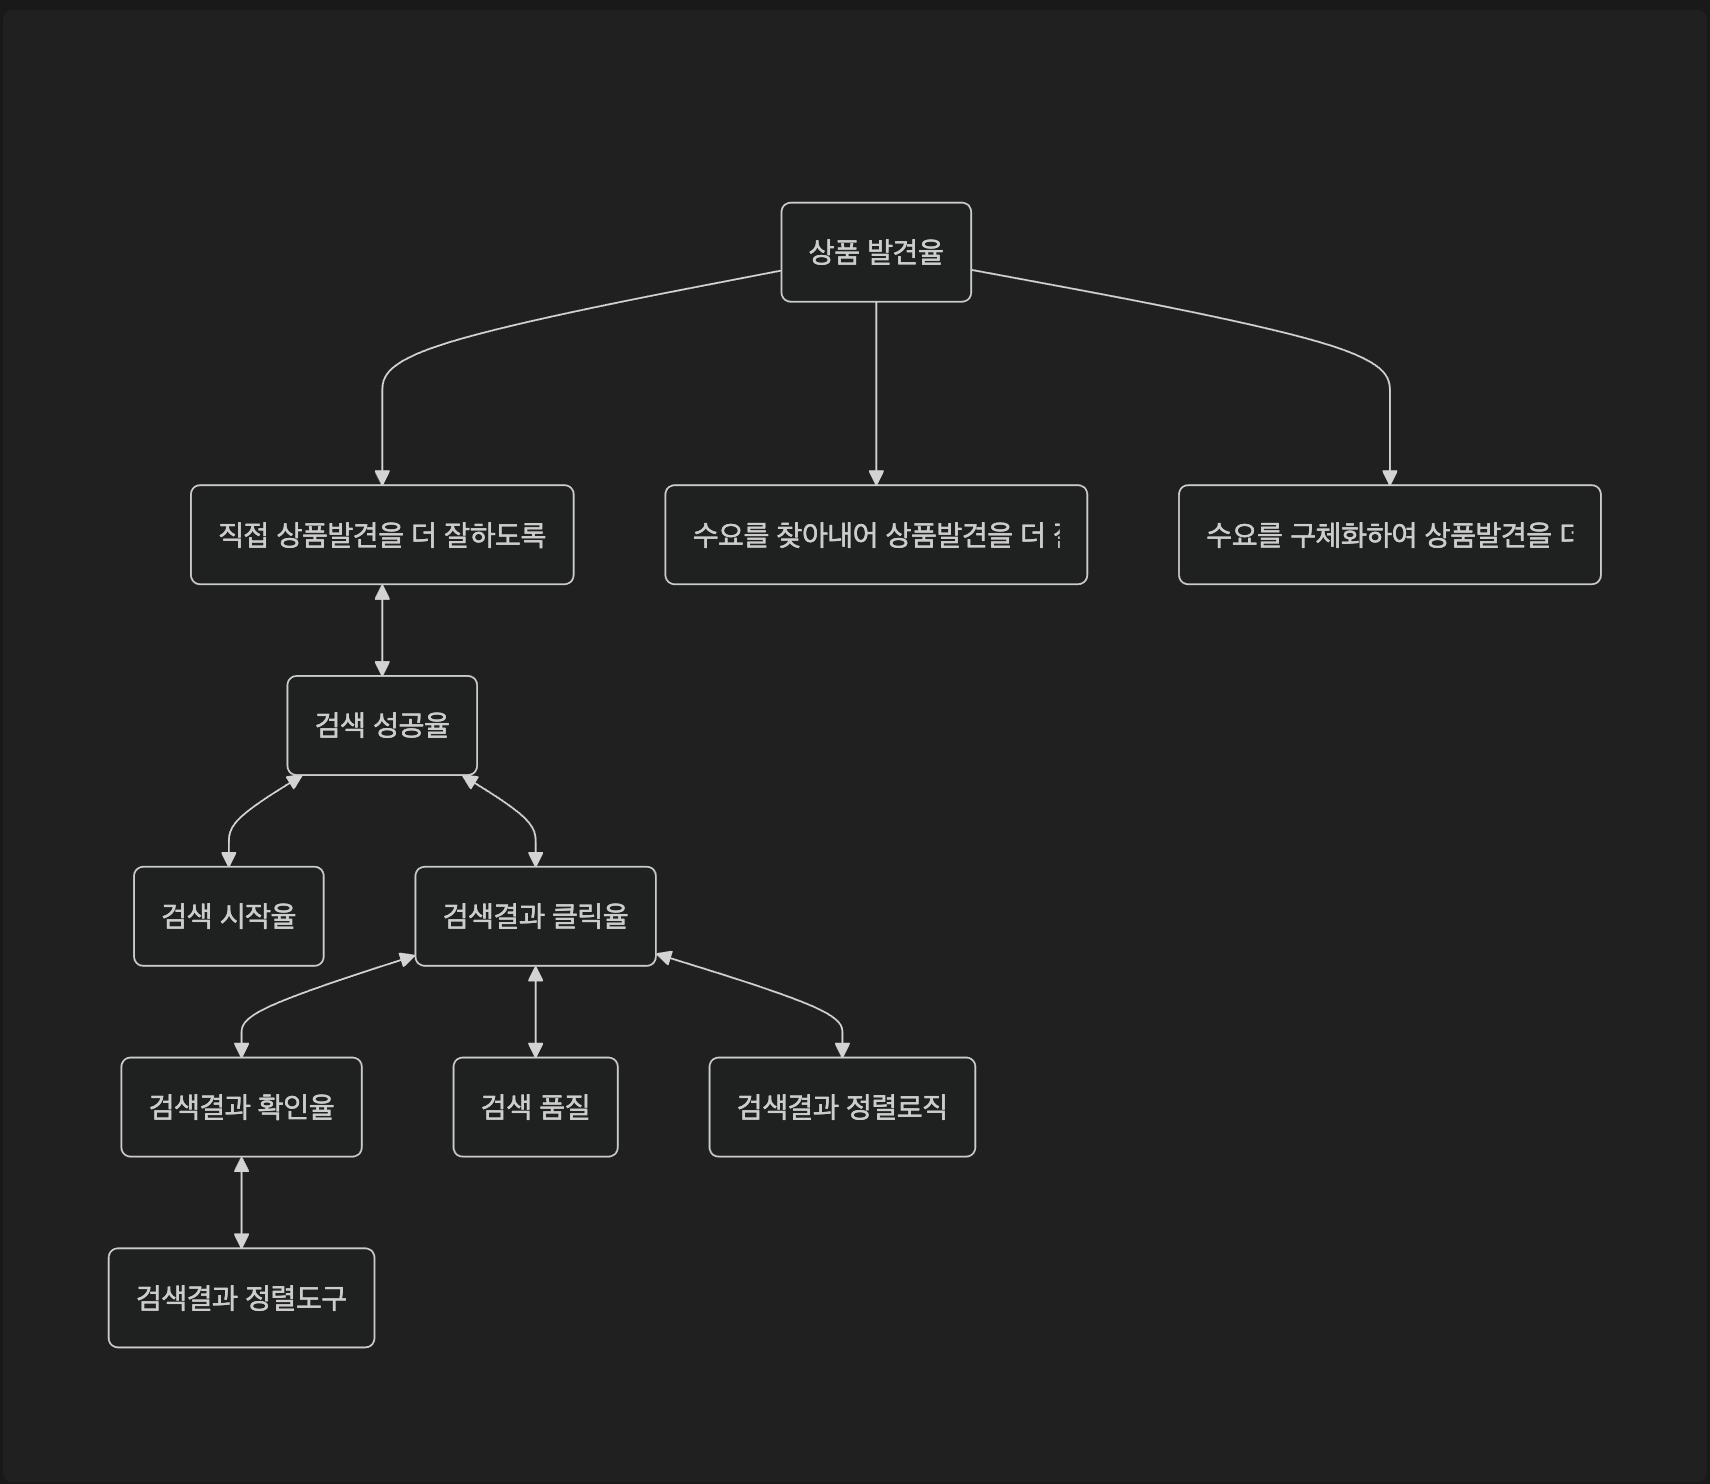 상품 발견율
직접 상품발견을 더 잘하도록
수요를 찾아내어 상품발견을 더
수요를 구체화하여 상품발견을
검색 성공율
검색 시작율
검색결과 클릭율
검색결과 확인율
검색 품질
검색결과 정렬로직
검색결과 정렬도구